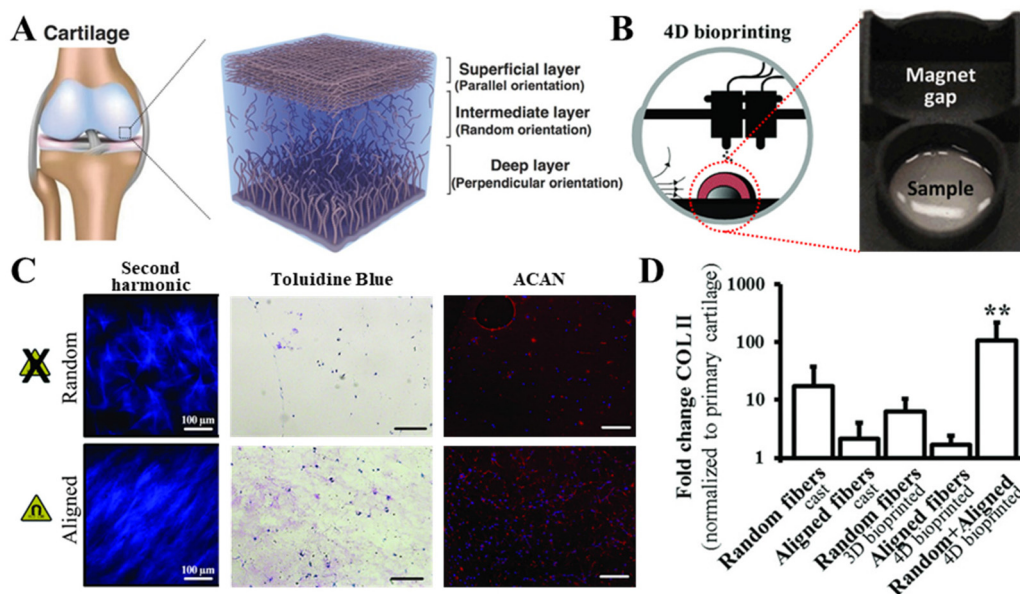 A
Cartilage
Superficial layer
(Parallel orientation)
Intermediate layer
(Random orientation)
Deep layer
(Perpendicular orientation)
B
4D bioprinting
Magnet
gap
Sample
C
Second
harmonic
Toluidine Blue
ACAN
Random
100 µm
Aligned
100 µm
D
Fold change COL II
(normalized to primary cartilage)
1000
100
10
1
**
Random fibers
cast
Aligned fibers
cast
Random fibers
3D bioprinted
Aligned fibers
4D bioprinted
Random+Aligned
4D bioprinted